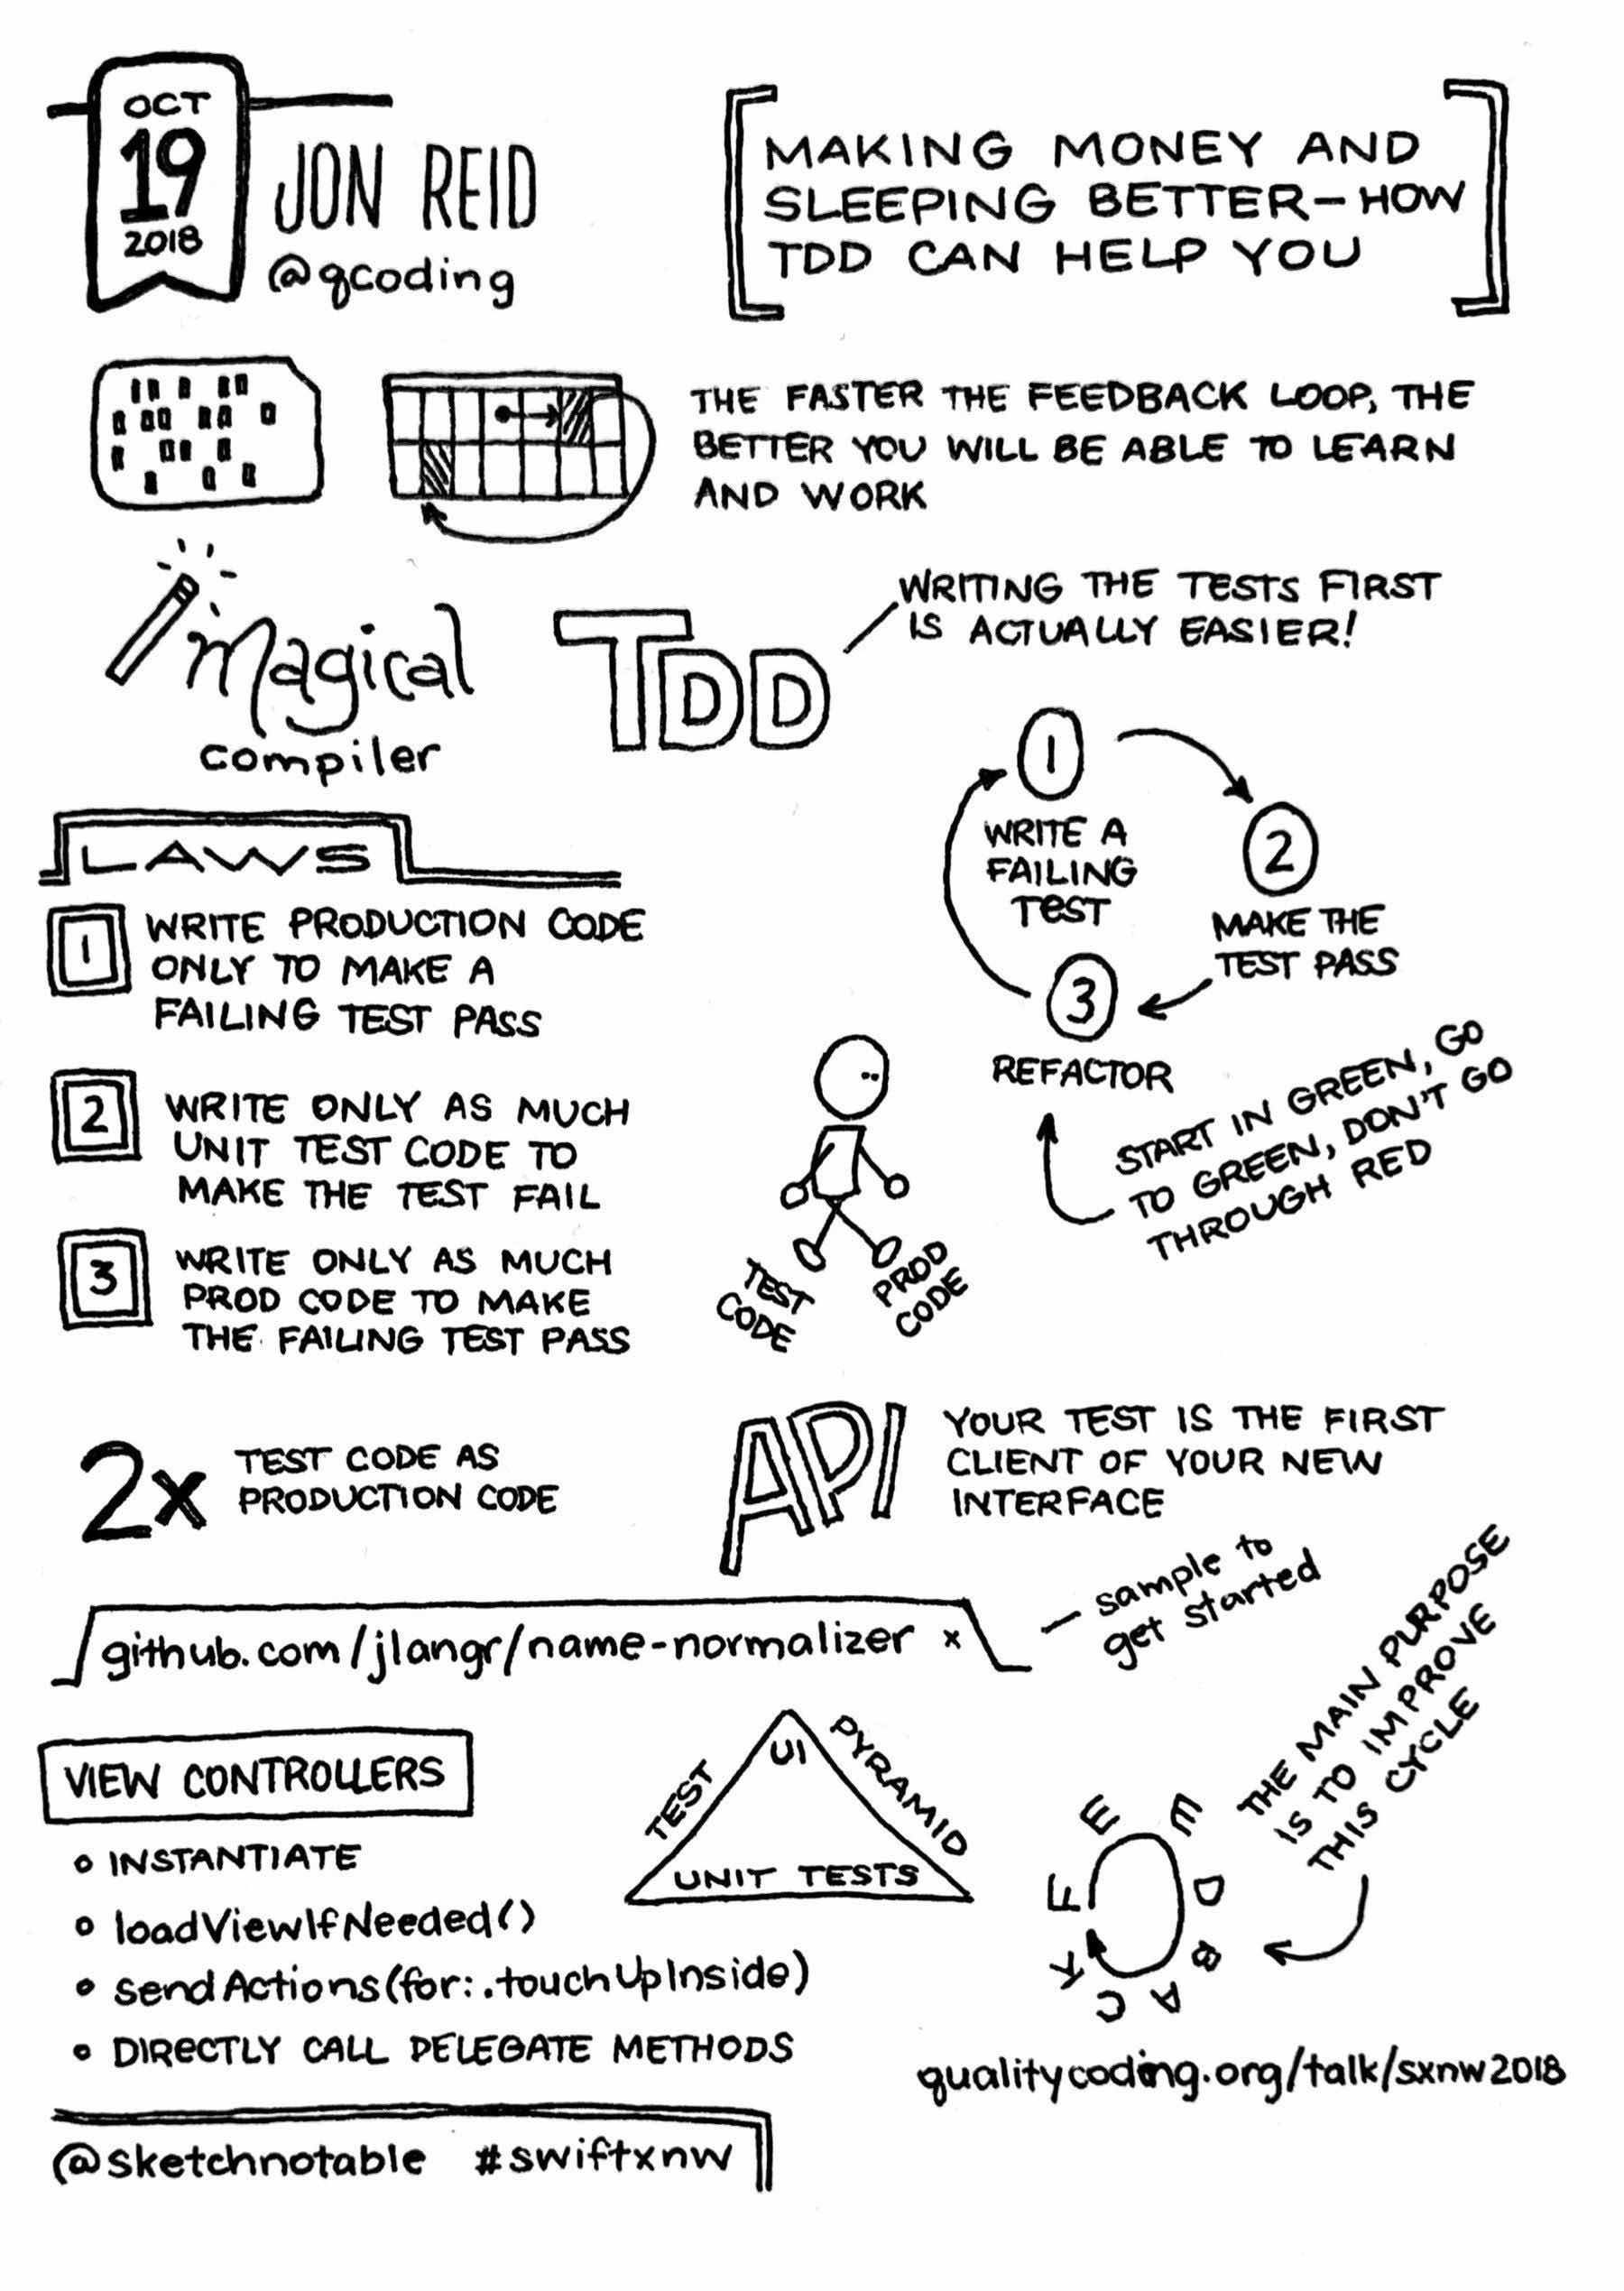 OCT
19
2018
JON REID
@qcoding
MAKING MONEY AND
SLEEPING BETTER—HOW
TDD CAN HELP YOU
THE FASTER THE FEEDBACK LOOP, THE
BETTER YOU WILL BE ABLE TO LEARN
AND WORK
Magical
compiler
TDD
WRITING THE TESTS FIRST
IS ACTUALLY EASIER!
1
WRITE A
FAILING
TEST
2
MAKE THE
TEST PASS
3
REFACTOR
START IN GREEN, GO
TO GREEN, DON'T GO
THROUGH RED
LAWS
1
WRITE PRODUCTION CODE
ONLY TO MAKE A
FAILING TEST PASS
2
WRITE ONLY AS MUCH
UNIT TEST CODE TO
MAKE THE TEST FAIL
3
WRITE ONLY AS MUCH
PROD CODE TO MAKE
THE FAILING TEST PASS
TEST
CODE
PROD
CODE
2x
TEST CODE AS
PRODUCTION CODE
API
YOUR TEST IS THE FIRST
CLIENT OF YOUR NEW
INTERFACE
github.com/jlangr/name-normalizer x
sample to
get started
VIEW CONTROLLERS
INSTANTIATE
loadViewIfNeeded()
sendActions(for:.touchUpInside)
DIRECTLY CALL DELEGATE METHODS
TEST
PYRAMID
UI
UNIT TESTS
THE MAIN PURPOSE
IS TO IMPROVE
THIS CYCLE
FEEDBACK
qualitycoding.org/talk/sxnw2018
@sketchnotable #swiftxnw